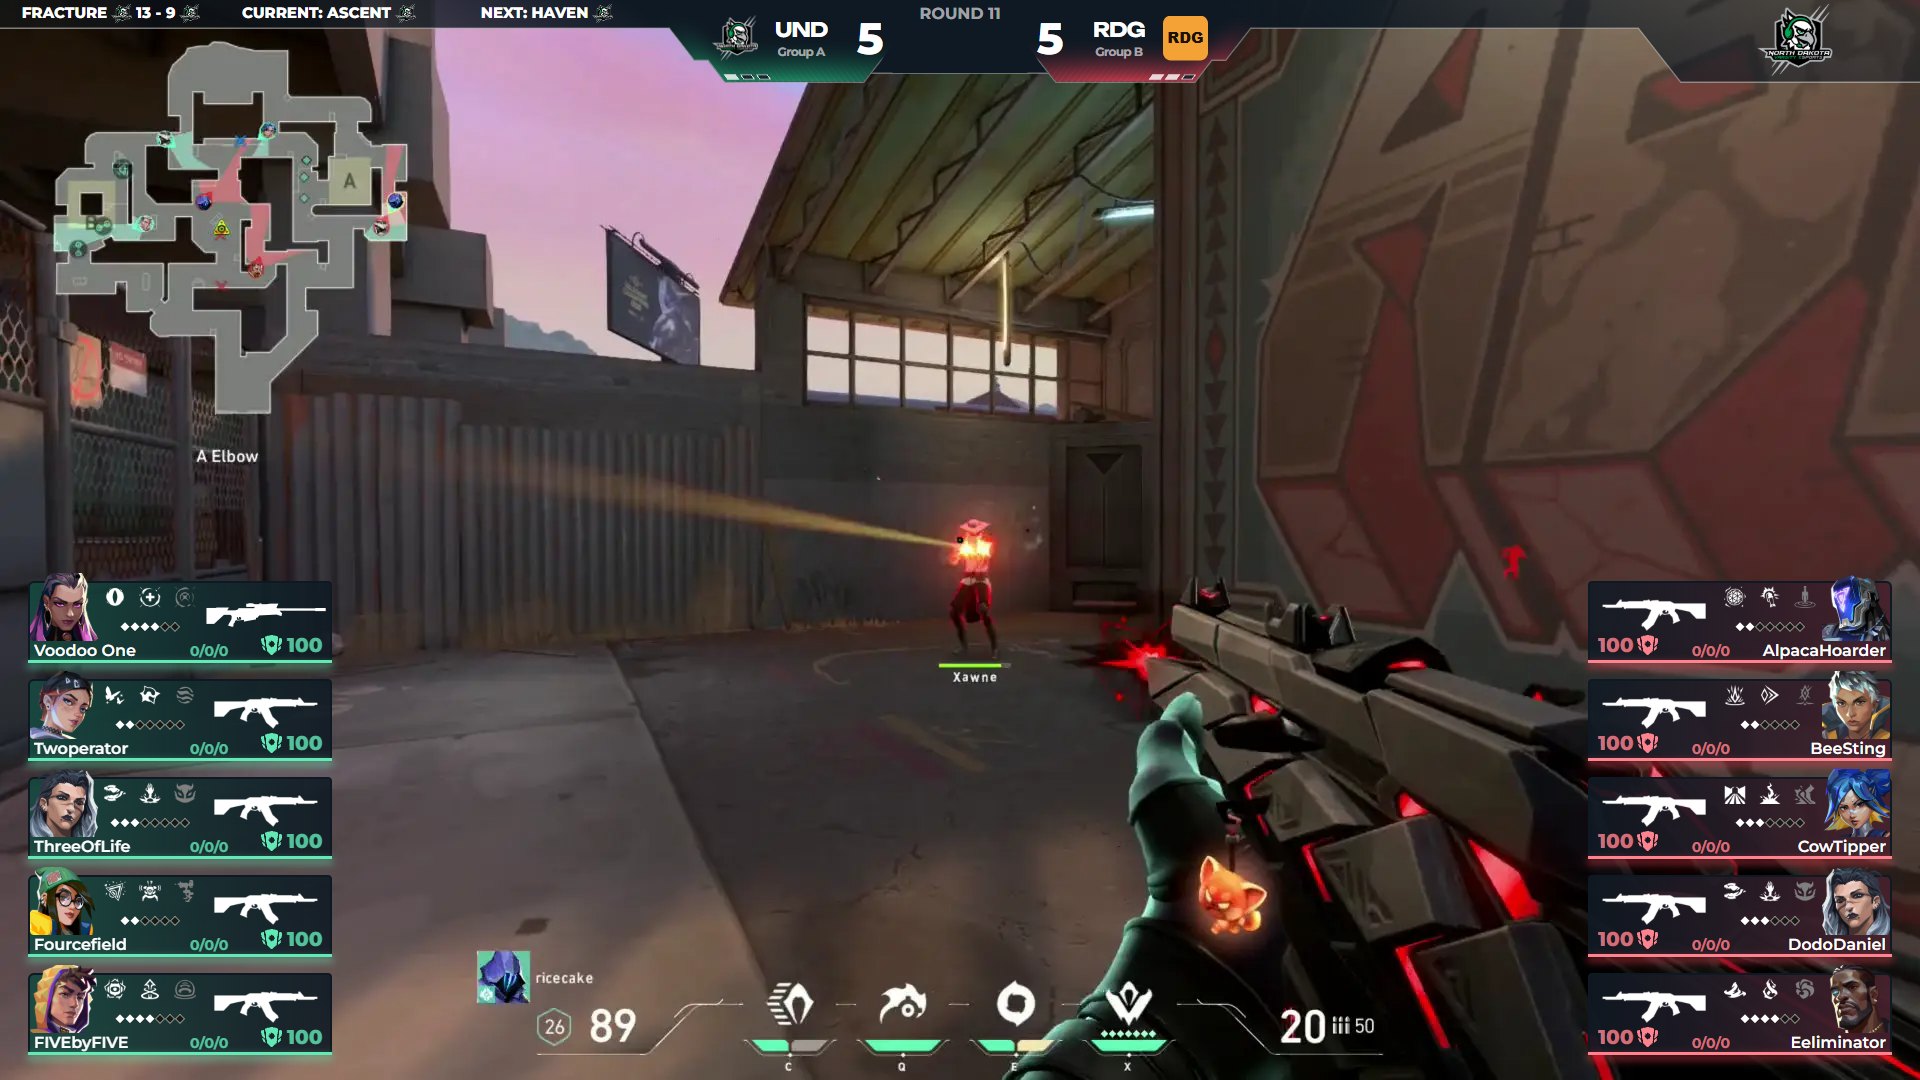 FRACTURE 13 - 9 CURRENT: ASCENT NEXT: HAVEN
UND
Group A
5
ROUND 11
5
RDG
Group B
RDG
NORTH DAKOTA
A
B
A Elbow
Xawne
Voodoo One 0/0/0 100
Twoperator 0/0/0 100
ThreeOfLife 0/0/0 100
Fourcefield 0/0/0 100
FIVEbyFIVE 0/0/0 100
100 0/0/0 AlpacaHoarder
100 0/0/0 BeeSting
100 0/0/0 CowTipper
100 0/0/0 DodoDaniel
100 0/0/0 Eeliminator
ricecake
26 89
20 50
C Q E X